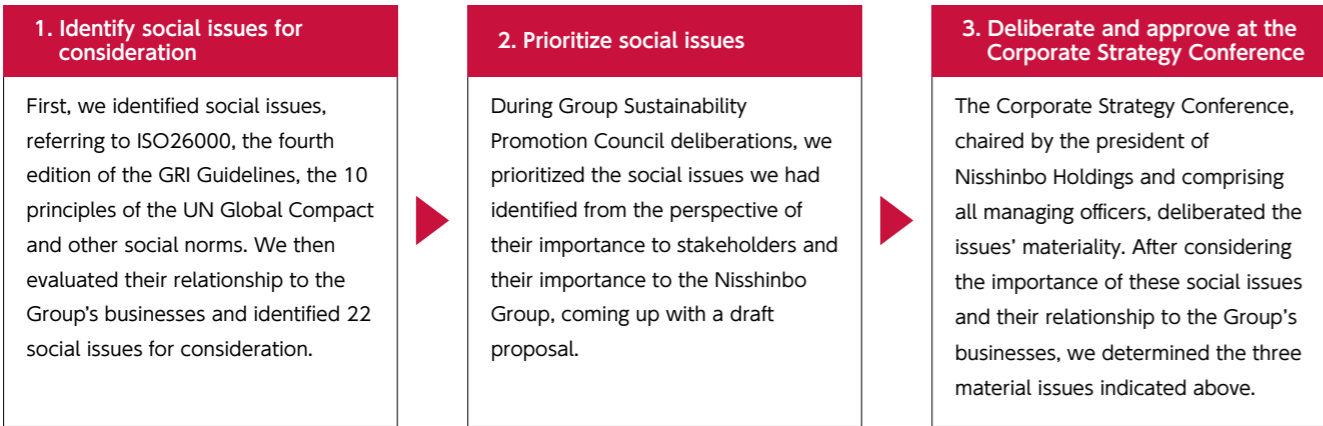 1. Identify social issues for
consideration
First, we identified social issues,
referring to ISO26000, the fourth
edition of the GRI Guidelines, the 10
principles of the UN Global Compact
and other social norms. We then
evaluated their relationship to the
Group's businesses and identified 22
social issues for consideration.
2. Prioritize social issues
During Group Sustainability
Promotion Council deliberations, we
prioritized the social issues we had
identified from the perspective of
their importance to stakeholders and
their importance to the Nisshinbo
Group, coming up with a draft
proposal.
3. Deliberate and approve at the
Corporate Strategy Conference
The Corporate Strategy Conference,
chaired by the president of
Nisshinbo Holdings and comprising
all managing officers, deliberated the
issues' materiality. After considering
the importance of these social issues
and their relationship to the Group's
businesses, we determined the three
material issues indicated above.